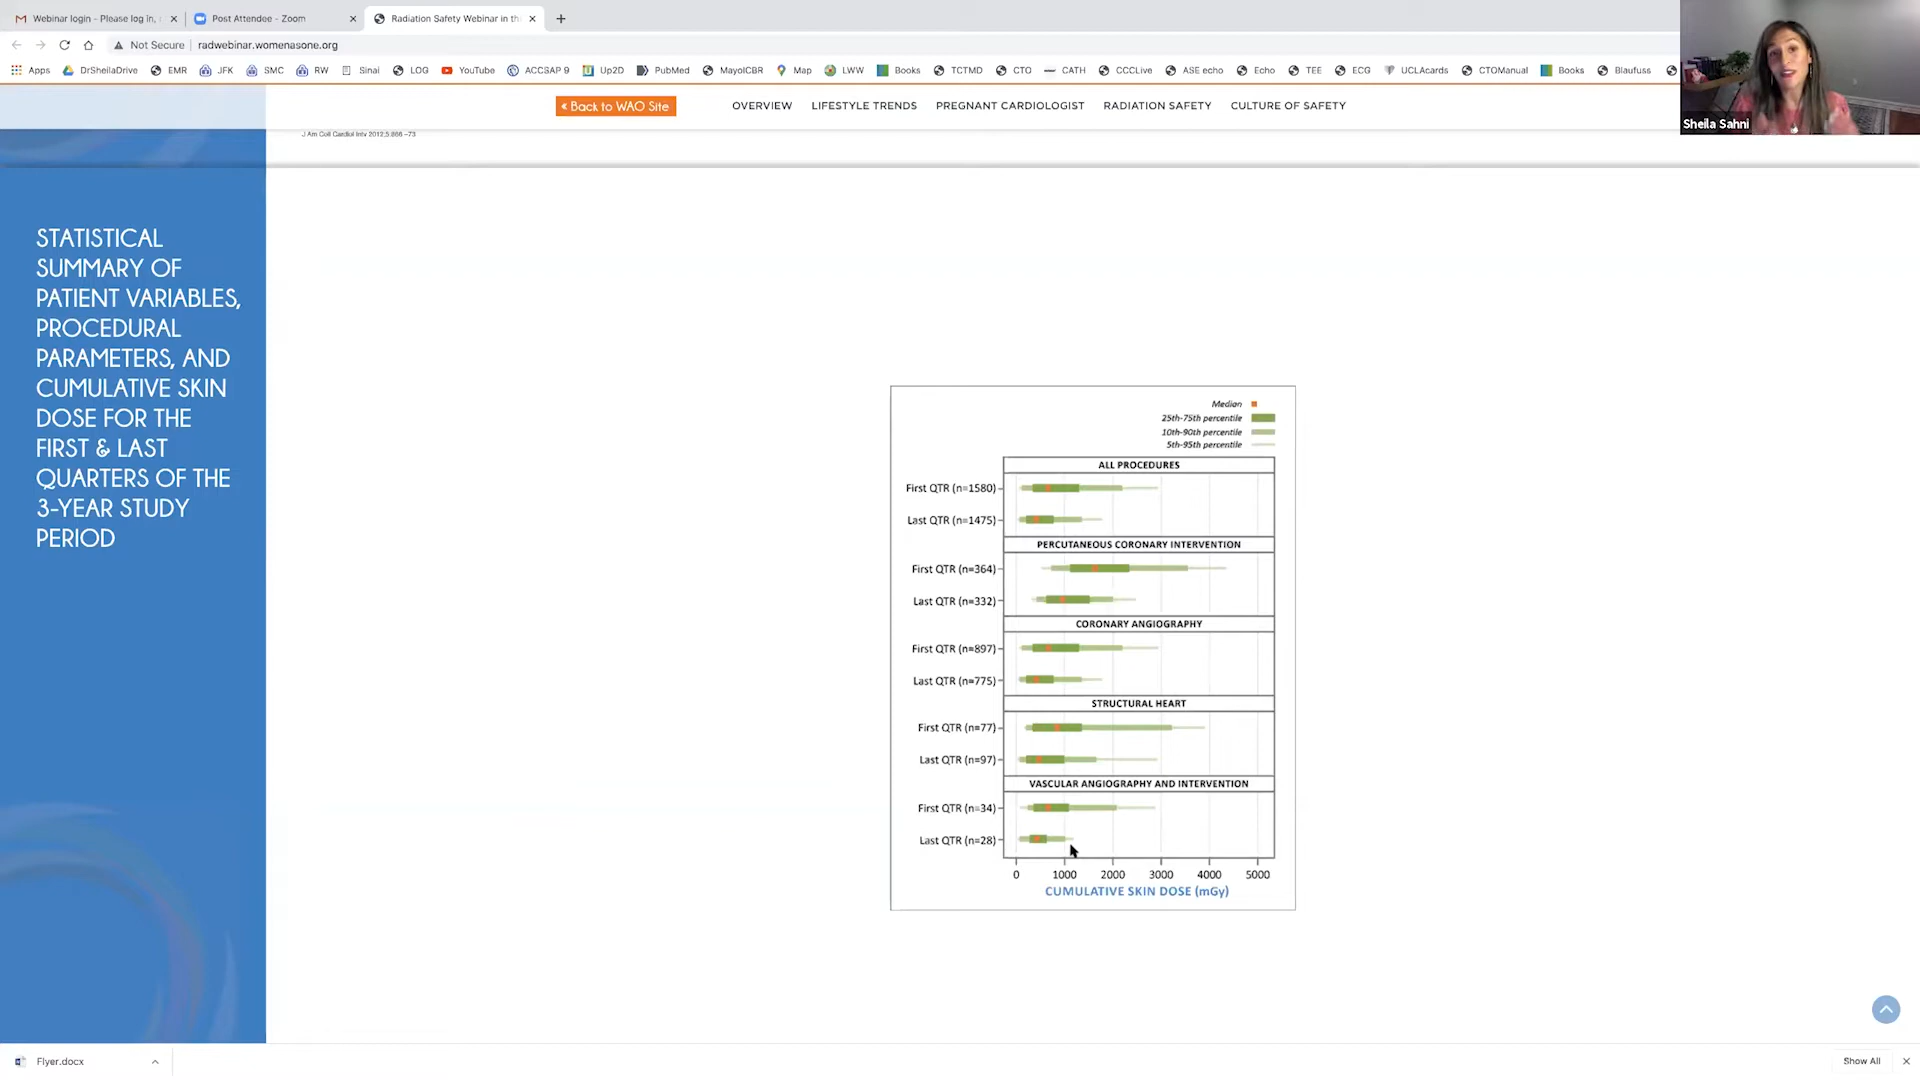 Webinar login - Please log in,
Post Attendee - Zoom
Radiation Safety Webinar in th
Not Secure
radwebinar.womenasone.org
Apps DrSheilaDrive EMR JFK SMC RW Sinai LOG YouTube ACCSAP 9 Up2D PubMed MayoICBR Map LWW Books TCTMD CTO CATH CCCLive ASE echo Echo TEE ECG UCLAcards CTOManual Books Blaufuss
« Back to WAO Site
OVERVIEW LIFESTYLE TRENDS PREGNANT CARDIOLOGIST RADIATION SAFETY CULTURE OF SAFETY
Sheila Sahni
J Am Coll Cardiol Intv 2012;5:866 –73
STATISTICAL
SUMMARY OF
PATIENT VARIABLES,
PROCEDURAL
PARAMETERS, AND
CUMULATIVE SKIN
DOSE FOR THE
FIRST & LAST
QUARTERS OF THE
3-YEAR STUDY
PERIOD
Median
25th-75th percentile
10th-90th percentile
5th-95th percentile
ALL PROCEDURES
First QTR (n=1580)
Last QTR (n=1475)
PERCUTANEOUS CORONARY INTERVENTION
First QTR (n=364)
Last QTR (n=332)
CORONARY ANGIOGRAPHY
First QTR (n=897)
Last QTR (n=775)
STRUCTURAL HEART
First QTR (n=77)
Last QTR (n=97)
VASCULAR ANGIOGRAPHY AND INTERVENTION
First QTR (n=34)
Last QTR (n=28)
0 1000 2000 3000 4000 5000
CUMULATIVE SKIN DOSE (mGy)
Flyer.docx
Show All